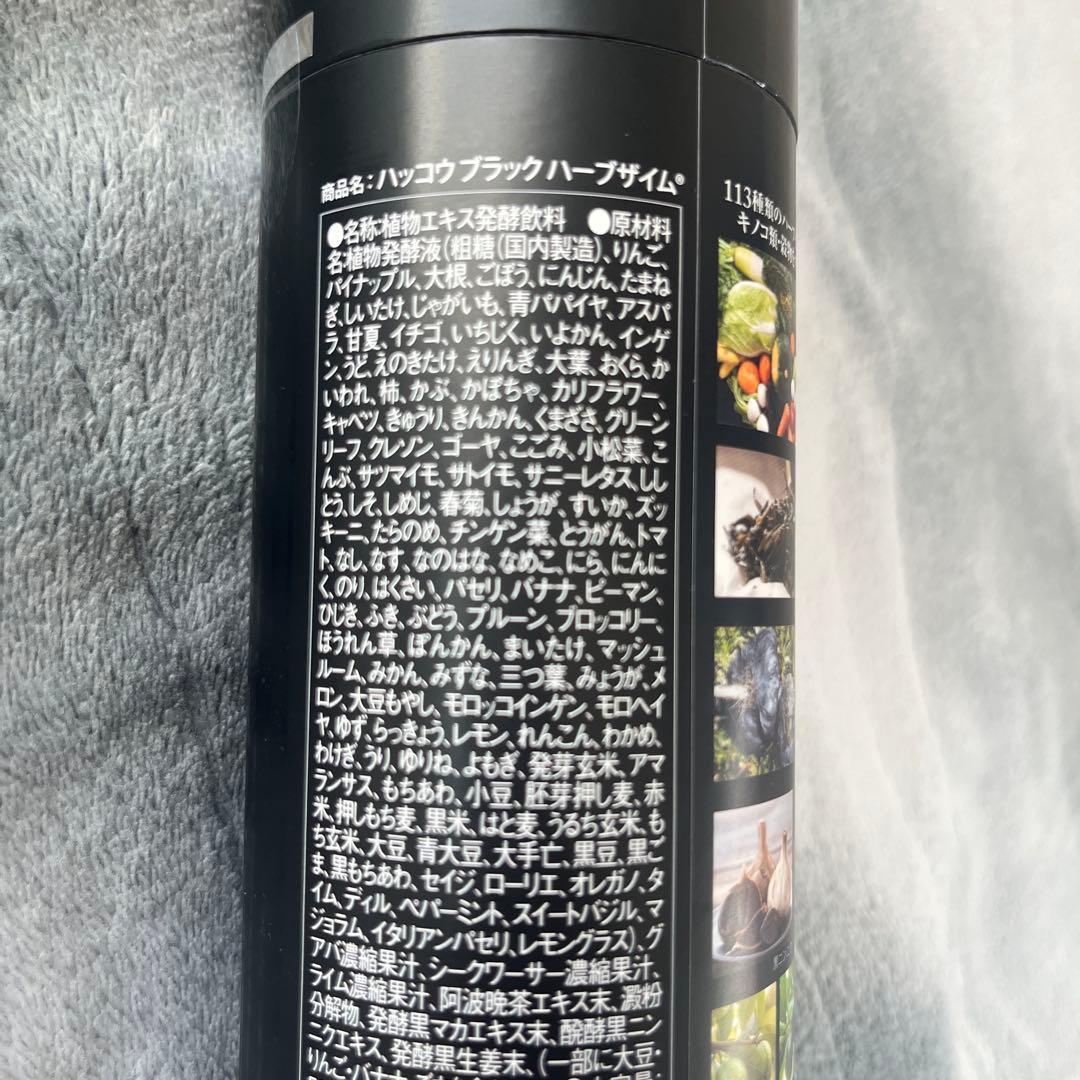 商品名：ハッコウ ブラック ハーブザイム®
●名称:植物エキス発酵飲料 ●原材料
名:植物発酵液(粗糖(国内製造)、りんご、
パイナップル、大根、ごぼう、にんじん、たまね
ぎ、しいたけ、じゃがいも、青パパイヤ、アスパ
ラ、甘夏、イチゴ、いちじく、いよかん、インゲ
ン、うど、えのきたけ、えりんぎ、大葉、おくら、か
いわれ、柿、かぶ、かぼちゃ、カリフラワー、
キャベツ、きゅうり、きんかん、くまざさ、グリーン
リーフ、クレソン、ゴーヤ、こごみ、小松菜、こ
んぶ、サツマイモ、サトイモ、サニーレタス、しし
とう、しそ、しめじ、春菊、しょうが、すいか、ズッ
キーニ、たらのめ、チンゲン菜、とうがん、トマ
ト、なし、なす、なのはな、なめこ、にら、にんに
く、のり、はくさい、パセリ、バナナ、ピーマン、
ひじき、ふき、ぶどう、プルーン、ブロッコリー、
ほうれん草、ぽんかん、まいたけ、マッシュ
ルーム、みかん、みずな、三つ葉、みょうが、メ
ロン、大豆もやし、モロッコインゲン、モロヘイ
ヤ、ゆず、らっきょう、レモン、れんこん、わかめ、
わけぎ、うり、ゆりね、よもぎ、発芽玄米、アマ
ランサス、もちあわ、小豆、胚芽押し麦、赤
米、押しもち麦、黒米、はと麦、うるち玄米、も
ち玄米、大豆、青大豆、大手亡、黒豆、黒ご
ま、黒もちあわ、セイジ、ローリエ、オレガノ、タ
イム、ディル、ペパーミント、スイートバジル、マ
ジョラム、イタリアンパセリ、レモングラス)、グ
アバ濃縮果汁、シークワーサー濃縮果汁、
ライム濃縮果汁、阿波晩茶エキス末、澱粉
分解物、発酵黒マカエキス末、醗酵黒ニン
ニクエキス、発酵黒生姜末、(一部に大豆・
りんご・バナナ
113種類のハー
キノコ類・穀物